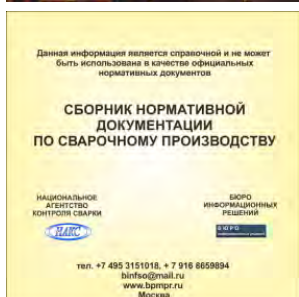 Данная информация является справочной и не может
быть использована в качестве официальных
нормативных документов
СБОРНИК НОРМАТИВНОЙ
ДОКУМЕНТАЦИИ
ПО СВАРОЧНОМУ ПРОИЗВОДСТВУ
НАЦИОНАЛЬНОЕ
АГЕНТСТВО
КОНТРОЛЯ СВАРКИ
НАКС
БЮРО
ИНФОРМАЦИОННЫХ
РЕШЕНИЙ
БЮРО
тел. +7 495 3151018, + 7 916 8659894
binfso@mail.ru
www.bpmpr.ru
Москва